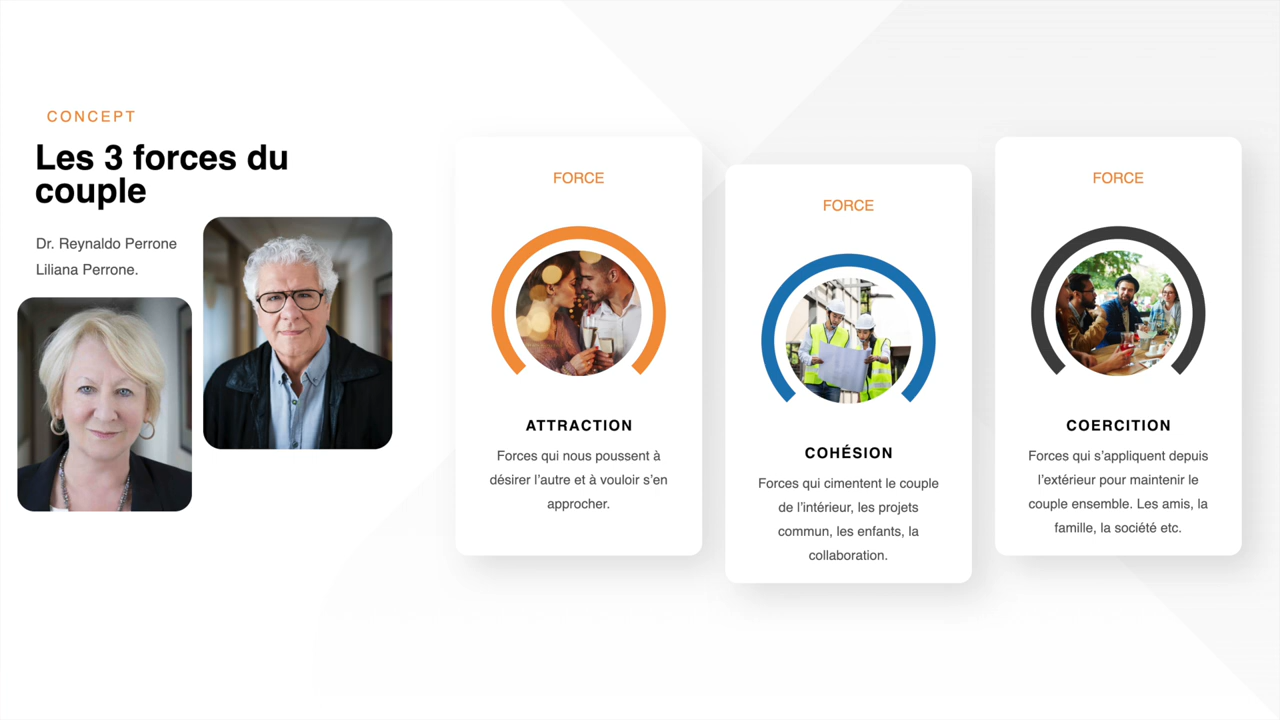 CONCEPT
Les 3 forces du
couple
Dr. Reynaldo Perrone
Liliana Perrone.
FORCE
ATTRACTION
Forces qui nous poussent à
désirer l’autre et à vouloir s’en
approcher.
FORCE
COHÉSION
Forces qui cimentent le couple
de l’intérieur, les projets
commun, les enfants, la
collaboration.
FORCE
COERCITION
Forces qui s’appliquent depuis
l’extérieur pour maintenir le
couple ensemble. Les amis, la
famille, la société etc.